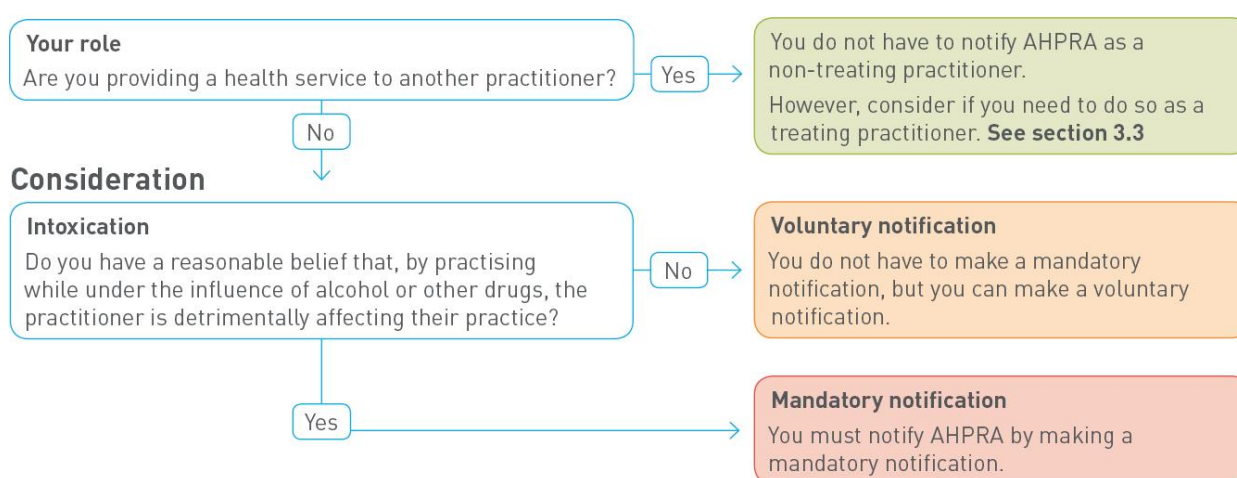 Your role
Are you providing a health service to another practitioner?
Yes
You do not have to notify AHPRA as a
non-treating practitioner.
However, consider if you need to do so as a
treating practitioner. See section 3.3
No
Consideration
Intoxication
Do you have a reasonable belief that, by practising
while under the influence of alcohol or other drugs, the
practitioner is detrimentally affecting their practice?
No
Voluntary notification
You do not have to make a mandatory
notification, but you can make a voluntary
notification.
Yes
Mandatory notification
You must notify AHPRA by making a
mandatory notification.